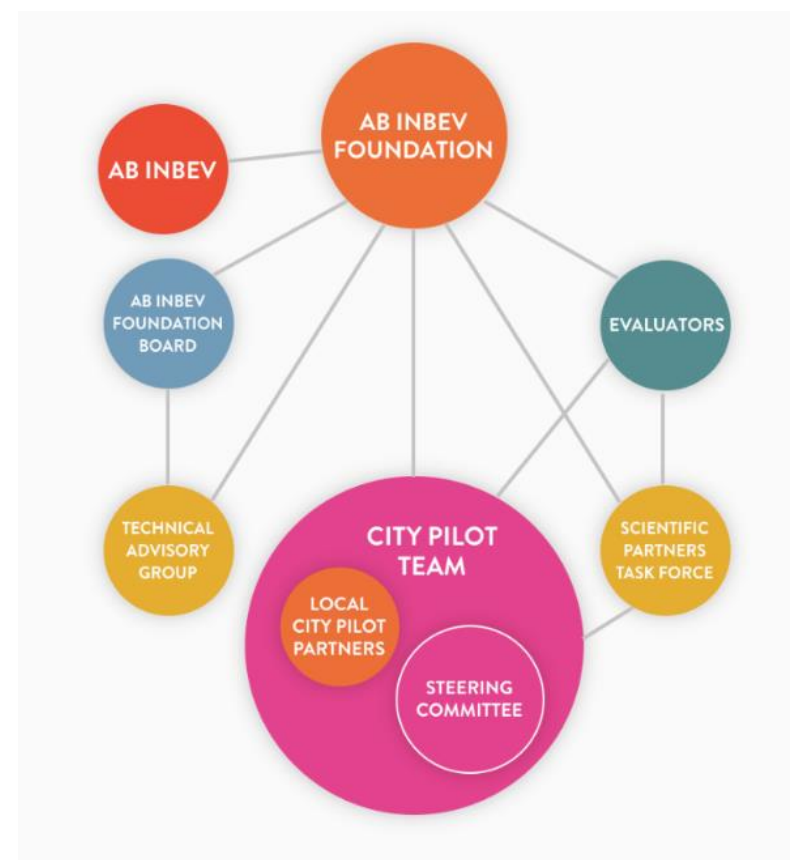 AB INBEV
FOUNDATION
AB INBEV
AB INBEV
FOUNDATION
BOARD
EVALUATORS
TECHNICAL
ADVISORY
GROUP
CITY PILOT
TEAM
LOCAL
CITY PILOT
PARTNERS
STEERING
COMMITTEE
SCIENTIFIC
PARTNERS
TASK FORCE